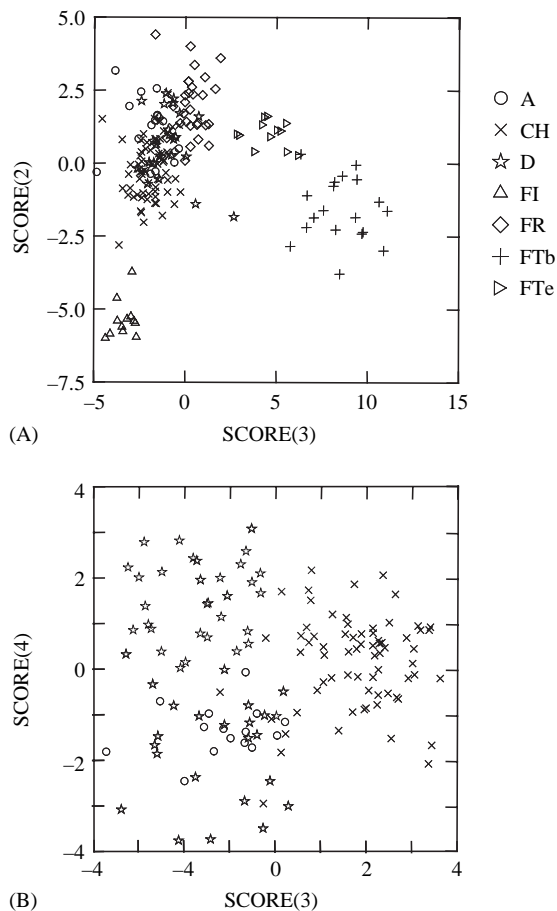 5.0
2.5
0.0
–2.5
–5.0
–7.5
SCORE(2)
–5 0 5 10 15
SCORE(3)
(A)
A
CH
D
FI
FR
FTb
FTe
4
2
0
–2
–4
SCORE(4)
–4 –4 0 2 4
SCORE(3)
(B)